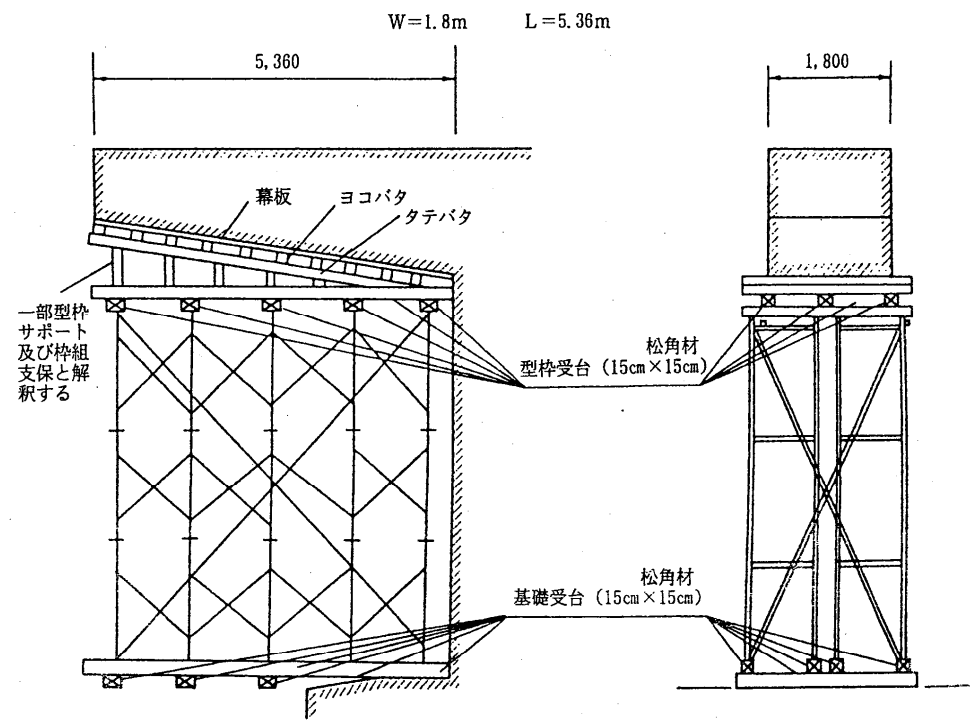 W=1.8m　L=5.36m
5,360
1,800
幕板
ヨコバタ
タテバタ
一部型枠
サポート
及び枠組
支保と解
釈する
松角材
型枠受台（15cm×15cm）
松角材
基礎受台（15cm×15cm）